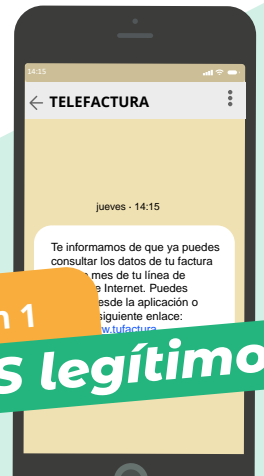 14:15
TELEFACTURA
jueves - 14:15
Te informamos de que ya puedes
consultar los datos de tu factura
mes de tu línea de
Internet. Puedes
desde la aplicación o
siguiente enlace:
tufactura
1
S legítimo